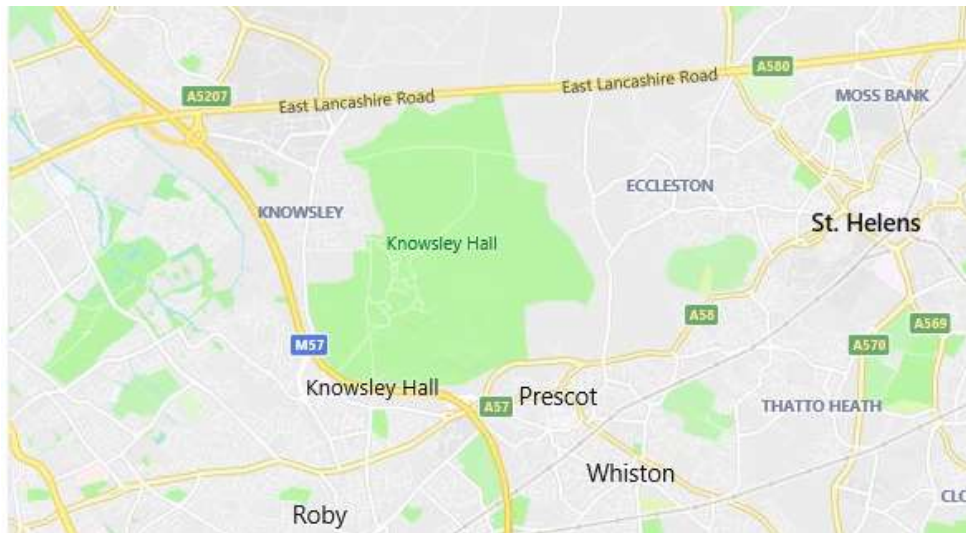 A580
East Lancashire Road
A5207
East Lancashire Road
MOSS BANK
ECCLESTON
KNOWSLEY
St. Helens
Knowsley Hall
A58
A569
M57
A570
Knowsley Hall
A57
Prescot
THATTO HEATH
Whiston
CLO
Roby